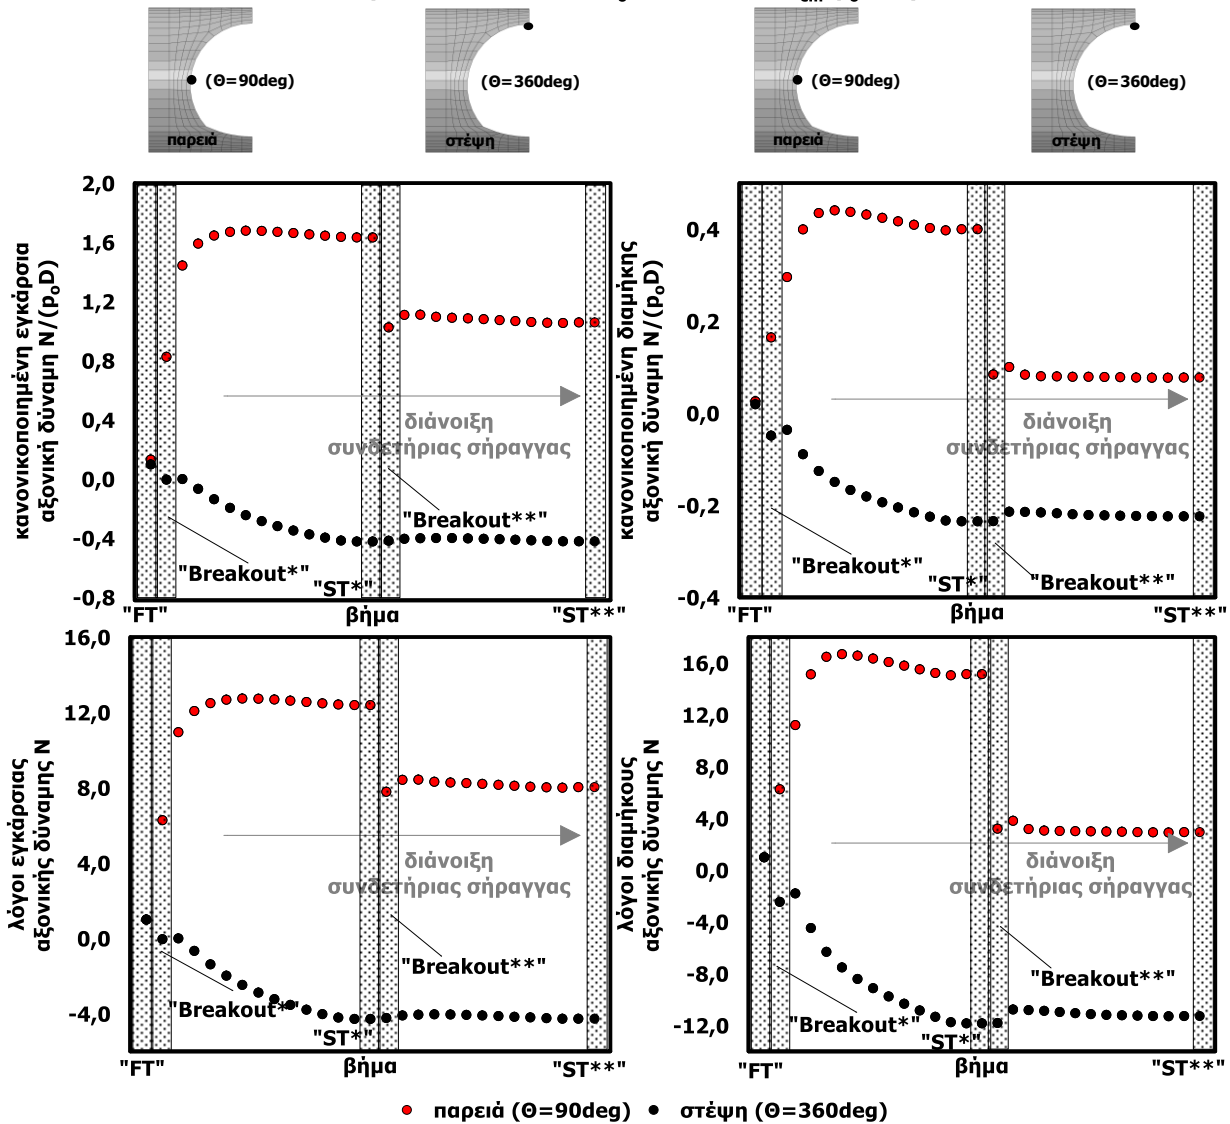 (Θ=90deg)
παρειά
(Θ=360deg)
στέψη
(Θ=90deg)
παρειά
(Θ=360deg)
στέψη
κανονικοποιημένη εγκάρσια
αξονική δύναμη N/(poD)
2,0
1,6
1,2
0,8
0,4
0,0
-0,4
-0,8
διάνοιξη
συνδετήριας σήραγγας
"Breakout**"
"Breakout*"
"ST*"
"FT"
βήμα
"ST**"
κανονικοποιημένη διαμήκης
αξονική δύναμη N/(poD)
0,4
0,2
0,0
-0,2
-0,4
διάνοιξη
συνδετήριας σήραγγας
"Breakout*"
"ST*"
"Breakout**"
"FT"
βήμα
"ST**"
λόγοι εγκάρσιας
αξονικής δύναμης N
16,0
12,0
8,0
4,0
0,0
-4,0
διάνοιξη
συνδετήριας σήραγγας
"Breakout**"
"Breakout*"
"ST*"
"FT"
βήμα
"ST**"
λόγοι διαμήκους
αξονικής δύναμης N
16,0
12,0
8,0
4,0
0,0
-4,0
-8,0
-12,0
διάνοιξη
συνδετήριας σήραγγας
"Breakout**"
"Breakout*"
"ST*"
"FT"
βήμα
"ST**"
παρειά (Θ=90deg)
στέψη (Θ=360deg)